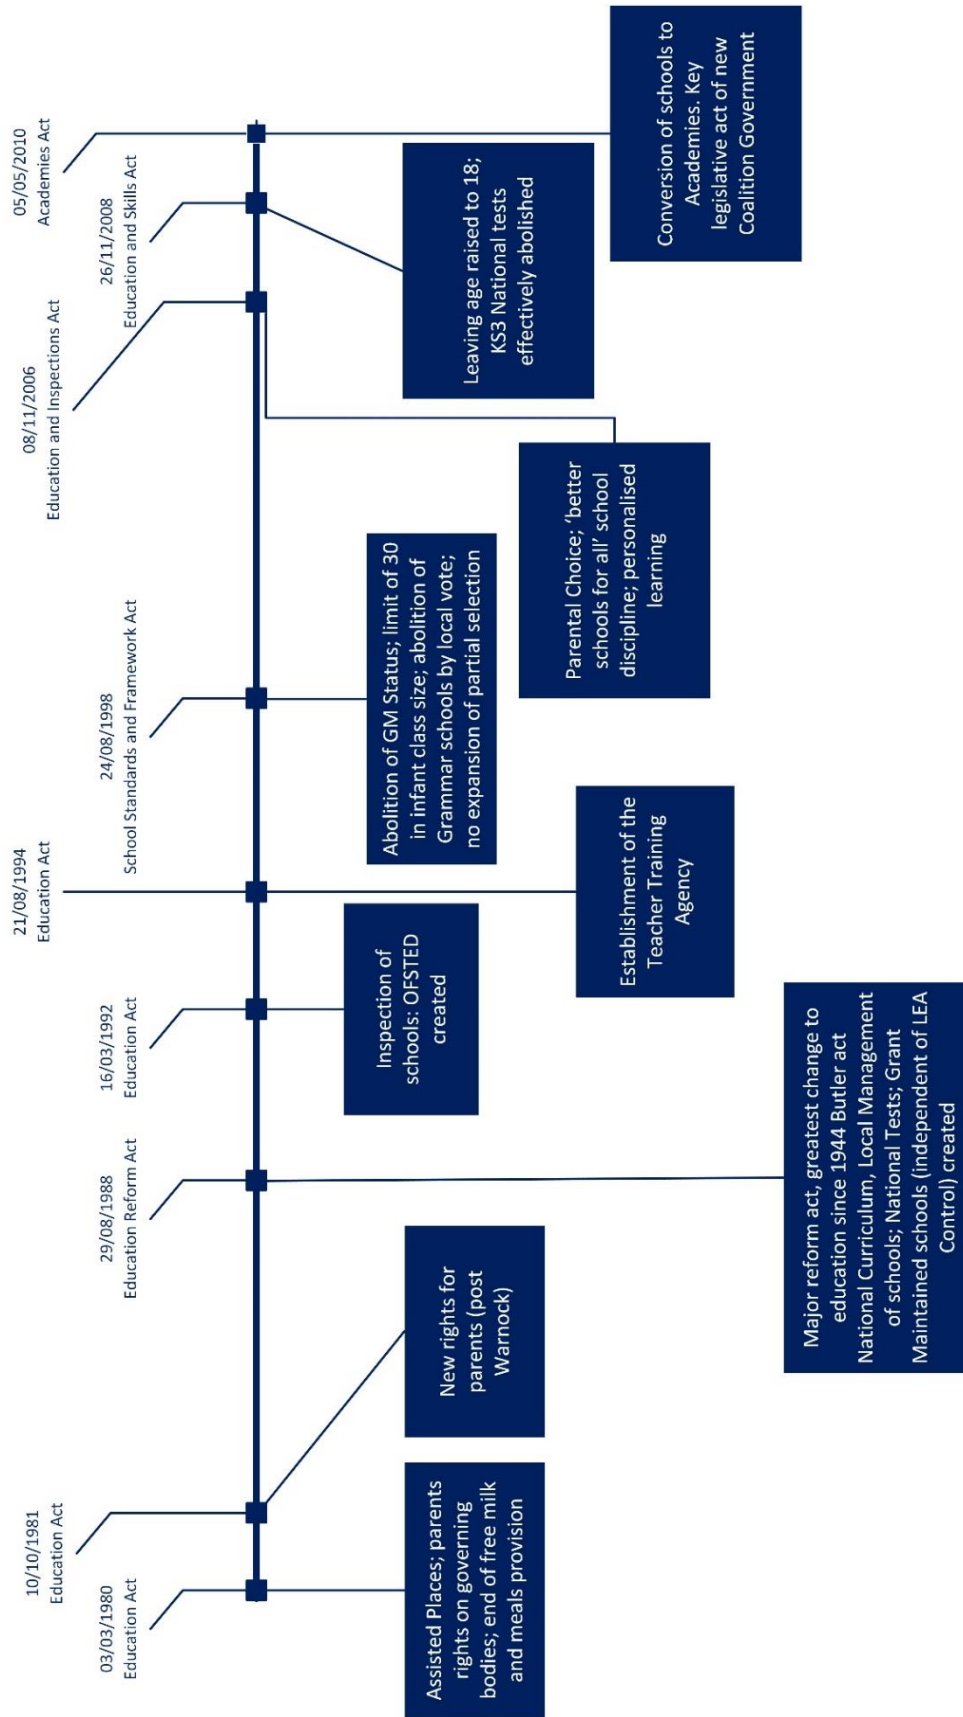 03/03/1980
Education Act
10/10/1981
Education Act
29/08/1988
Education Reform Act
16/03/1992
Education Act
21/08/1994
Education Act
24/08/1998
School Standards and Framework Act
08/11/2006
Education and Inspections Act
26/11/2008
Education and Skills Act
05/05/2010
Academies Act
Assisted Places; parents
rights on governing
bodies; end of free milk
and meals provision
New rights for
parents (post
Warnock)
Major reform act, greatest change to
education since 1944 Butler act
National Curriculum, Local Management
of schools; National Tests; Grant
Maintained schools (independent of LEA
Control) created
Inspection of
schools: OFSTED
created
Establishment of the
Teacher Training
Agency
Abolition of GM Status; limit of 30
in infant class size; abolition of
Grammar schools by local vote;
no expansion of partial selection
Parental Choice; ‘better
schools for all’ school
discipline; personalised
learning
Leaving age raised to 18;
KS3 National tests
effectively abolished
Conversion of schools to
Academies. Key
legislative act of new
Coalition Government